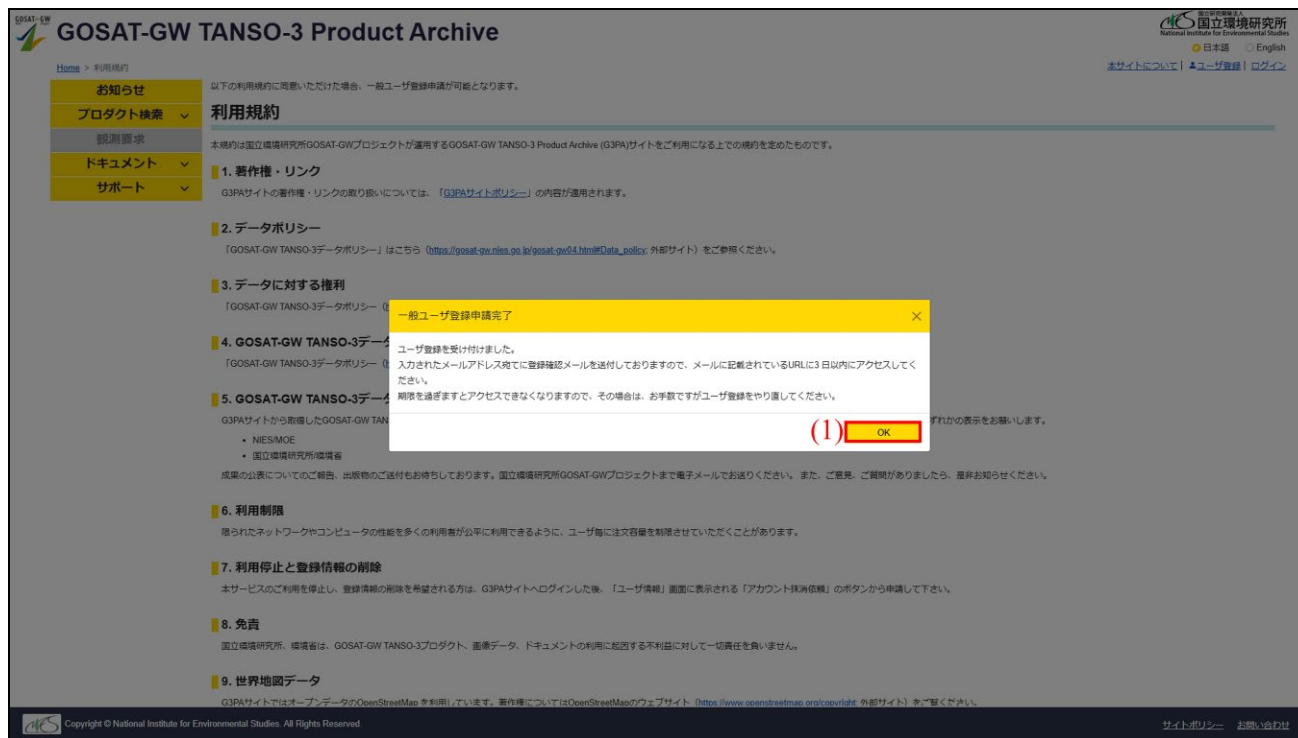 GOSAT-GW
GOSAT-GW TANSO-3 Product Archive
国立研究開発法人
国立環境研究所
National Institute for Environmental Studies
日本語 English
Home > 利用規約
本サイトについて | ユーザ登録 | ログイン
お知らせ
プロダクト検索
観測要求
ドキュメント
サポート
以下の利用規約に同意いただけた場合、一般ユーザ登録申請が可能となります。
利用規約
本規約は国立環境研究所GOSAT-GWプロジェクトが運用するGOSAT-GW TANSO-3 Product Archive (G3PA)サイトをご利用になる上での規約を定めたものです。
1. 著作権・リンク
G3PAサイトの著作権・リンクの取り扱いについては、「G3PAサイトポリシー」の内容が適用されます。
2. データポリシー
「GOSAT-GW TANSO-3データポリシー」はこちら（https://gosat-gw.nies.go.jp/gosat-gw04.html#Data_policy; 外部サイト）をご参照ください。
3. データに対する権利
「GOSAT-GW TANSO-3データポリシー（
4. GOSAT-GW TANSO-3デー
「GOSAT-GW TANSO-3データポリシー（
5. GOSAT-GW TANSO-3デー
G3PAサイトから取得したGOSAT-GW TAN
ずれかの表示をお願いします。
• NIES/MOE
• 国立環境研究所/環境省
成果の公表についてのご報告、出版物のご送付もお待ちしております。国立環境研究所GOSAT-GWプロジェクトまで電子メールでお送りください。また、ご意見、ご質問がありましたら、是非お知らせください。
一般ユーザ登録申請完了
ユーザ登録を受け付けました。
入力されたメールアドレス宛てに登録確認メールを送付しておりますので、メールに記載されているURLに3 日以内にアクセスしてく
ださい。
期限を過ぎますとアクセスできなくなりますので、その場合は、お手数ですがユーザ登録をやり直してください。
(1) OK
6. 利用制限
限られたネットワークやコンピュータの性能を多くの利用者が公平に利用できるように、ユーザ毎に注文容量を制限させていただくことがあります。
7. 利用停止と登録情報の削除
本サービスのご利用を停止し、登録情報の削除を希望される方は、G3PAサイトへログインした後、「ユーザ情報」画面に表示される「アカウント抹消依頼」のボタンから申請して下さい。
8. 免責
国立環境研究所、環境省は、GOSAT-GW TANSO-3プロダクト、画像データ、ドキュメントの利用に起因する不利益に対して一切責任を負いません。
9. 世界地図データ
G3PAサイトではオープンデータのOpenStreetMap を利用しています。著作権についてはOpenStreetMapのウェブサイト（https://www.openstreetmap.org/copyright; 外部サイト）をご覧ください。
Copyright © National Institute for Environmental Studies. All Rights Reserved.
サイトポリシー お問い合わせ